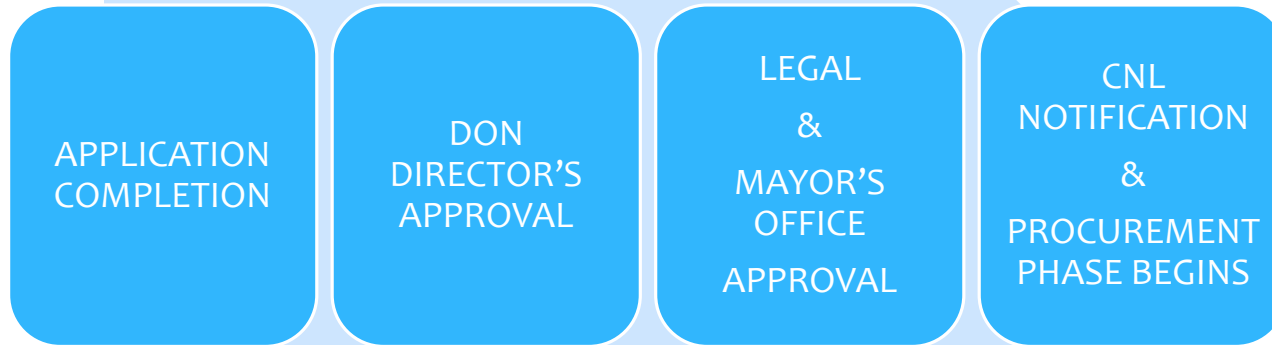 APPLICATION
COMPLETION
DON
DIRECTOR’S
APPROVAL
LEGAL
&
MAYOR’S
OFFICE
APPROVAL
CNL
NOTIFICATION
&
PROCUREMENT
PHASE BEGINS